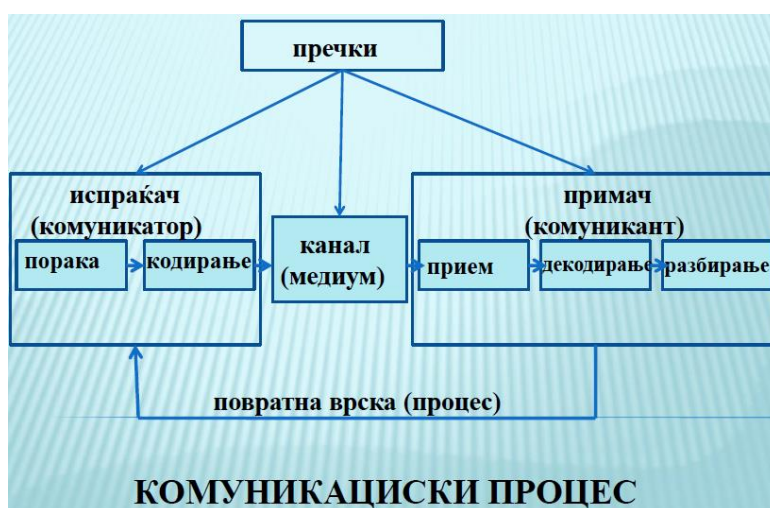 пречки
испраќач
(комуникатор)
порака
кодирање
канал
(медиум)
примач
(комуникант)
прием
декодирање
разбирање
повратна врска (процес)
КОМУНИКАЦИСКИ ПРОЦЕС